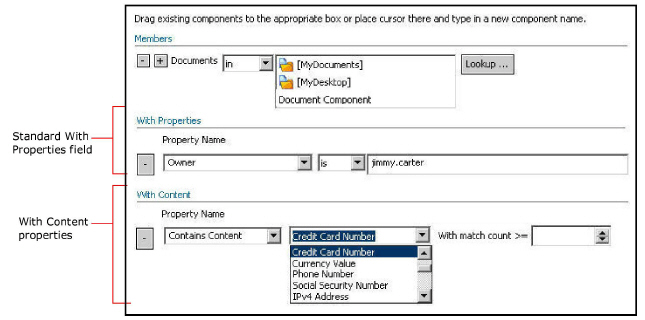 Drag existing components to the appropriate box or place cursor there and type in a new component name.
Members
- + Documents in [MyDocuments] Lookup ...
[MyDesktop]
Document Component
With Properties
Standard With
Properties field
Property Name
- Owner is jimmy.carter
With Content
With Content
properties
Property Name
- Contains Content Credit Card Number With match count >=
Credit Card Number
Currency Value
Phone Number
Social Security Number
IPv4 Address